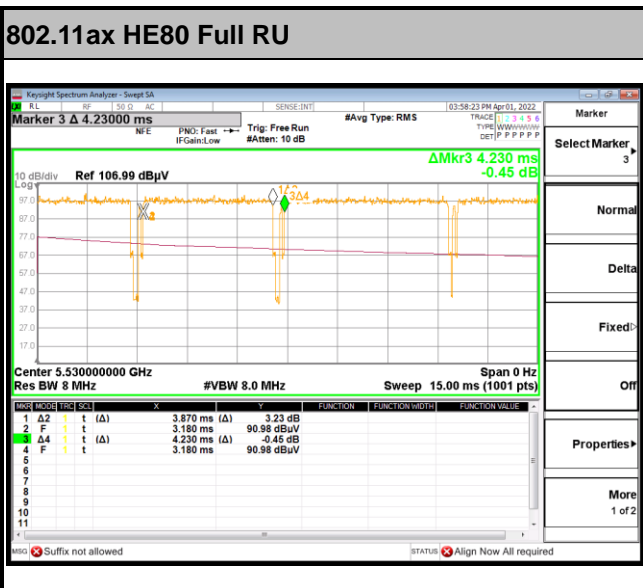 802.11ax HE80 Full RU
Keysight Spectrum Analyzer - Swept SA
RL RF 50 Ω AC SENSE:INT 03:58:23 PM Apr 01, 2022
Marker 3 Δ 4.23000 ms
NFE PNO: Fast IFGain:Low
Trig: Free Run #Atten: 10 dB
#Avg Type: RMS
TRACE 1 2 3 4 5 6
TYPE WWWWWW
DET P P P P P P
ΔMkr3 4.230 ms
-0.45 dB
10 dB/div Ref 106.99 dBµV
Log
97.0
87.0
77.0
67.0
57.0
47.0
37.0
27.0
17.0
3Δ4
Center 5.530000000 GHz Span 0 Hz
Res BW 8 MHz #VBW 8.0 MHz Sweep 15.00 ms (1001 pts)
MKR MODE TRC SCL X Y FUNCTION FUNCTION WIDTH FUNCTION VALUE
1 Δ2 1 t (Δ) 3.870 ms (Δ) 3.23 dB
2 F 1 t 3.180 ms 90.98 dBµV
3 Δ4 1 t (Δ) 4.230 ms (Δ) -0.45 dB
4 F 1 t 3.180 ms 90.98 dBµV
5
6
7
8
9
10
11
MSG Suffix not allowed STATUS Align Now All required
Marker
Select Marker
3
Normal
Delta
Fixed
Off
Properties
More
1 of 2